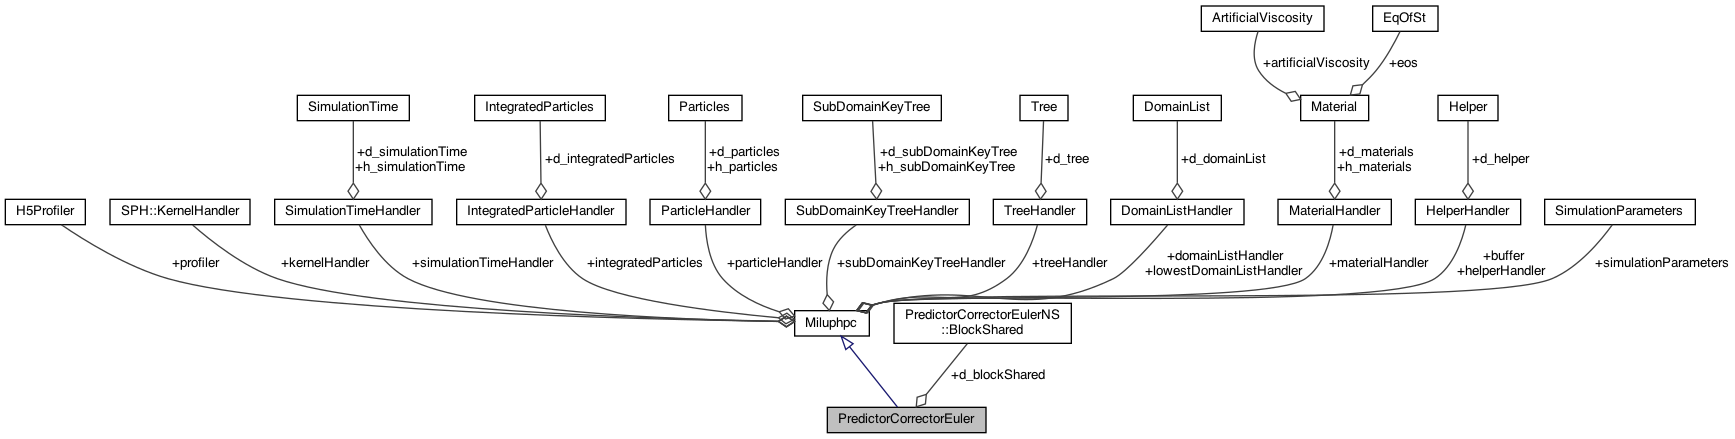 ArtificialViscosity
EqOfSt
+artificialViscosity
+eos
SimulationTime
IntegratedParticles
Particles
SubDomainKeyTree
Tree
DomainList
Material
Helper
+d_simulationTime
+h_simulationTime
+d_integratedParticles
+d_particles
+h_particles
+d_subDomainKeyTree
+h_subDomainKeyTree
+d_tree
+d_domainList
+d_materials
+h_materials
+d_helper
H5Profiler
SPH::KernelHandler
SimulationTimeHandler
IntegratedParticleHandler
ParticleHandler
SubDomainKeyTreeHandler
TreeHandler
DomainListHandler
MaterialHandler
HelperHandler
SimulationParameters
+profiler
+kernelHandler
+simulationTimeHandler
+integratedParticles
+particleHandler
+subDomainKeyTreeHandler
+treeHandler
+domainListHandler
+lowestDomainListHandler
+materialHandler
+buffer
+helperHandler
+simulationParameters
Miluphpc
PredictorCorrectorEulerNS
::BlockShared
+d_blockShared
PredictorCorrectorEuler